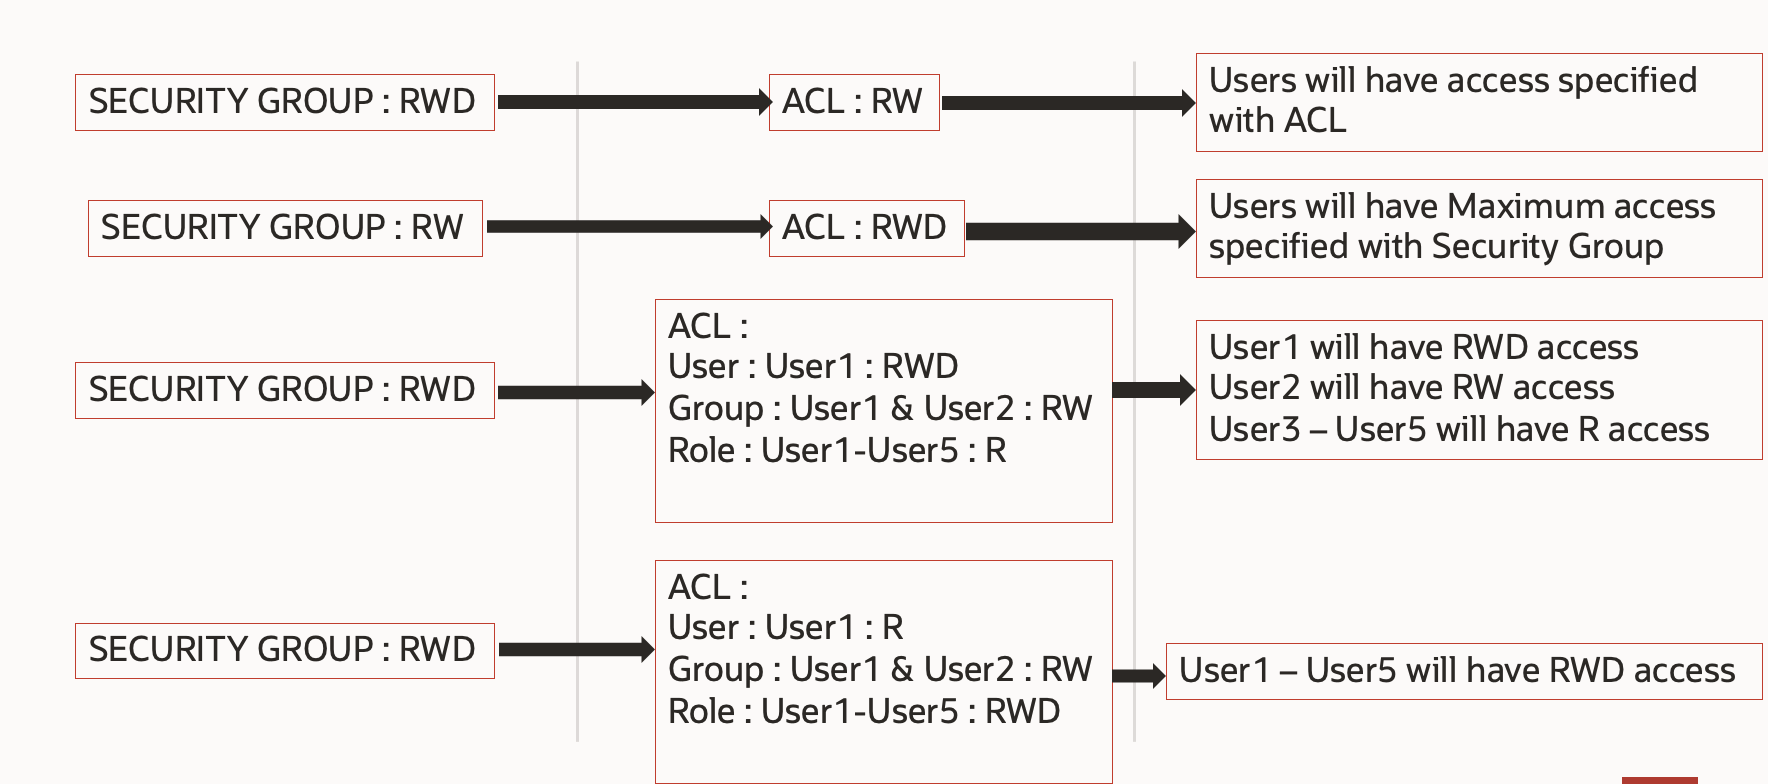 SECURITY GROUP : RWD
ACL : RW
Users will have access specified
with ACL
SECURITY GROUP : RW
ACL : RWD
Users will have Maximum access
specified with Security Group
SECURITY GROUP : RWD
ACL :
User : User1 : RWD
Group : User1 & User2 : RW
Role : User1-User5 : R
User1 will have RWD access
User2 will have RW access
User3 – User5 will have R access
SECURITY GROUP : RWD
ACL :
User : User1 : R
Group : User1 & User2 : RW
Role : User1-User5 : RWD
User1 – User5 will have RWD access